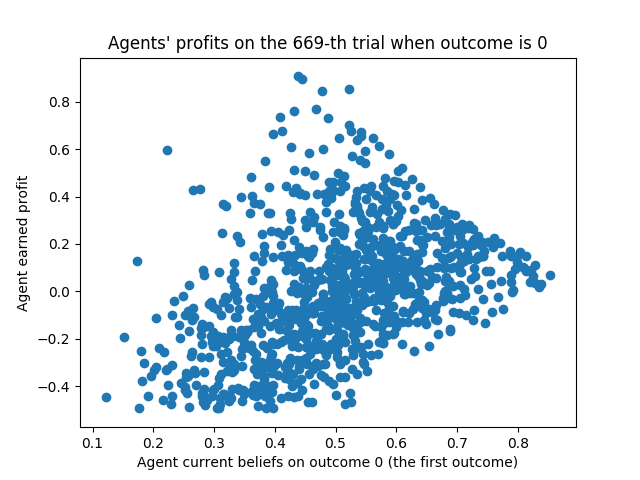 Agents' profits on the 669-th trial when outcome is 0
Agent earned profit
0.8
0.6
0.4
0.2
0.0
−0.2
−0.4
0.1 0.2 0.3 0.4 0.5 0.6 0.7 0.8
Agent current beliefs on outcome 0 (the first outcome)